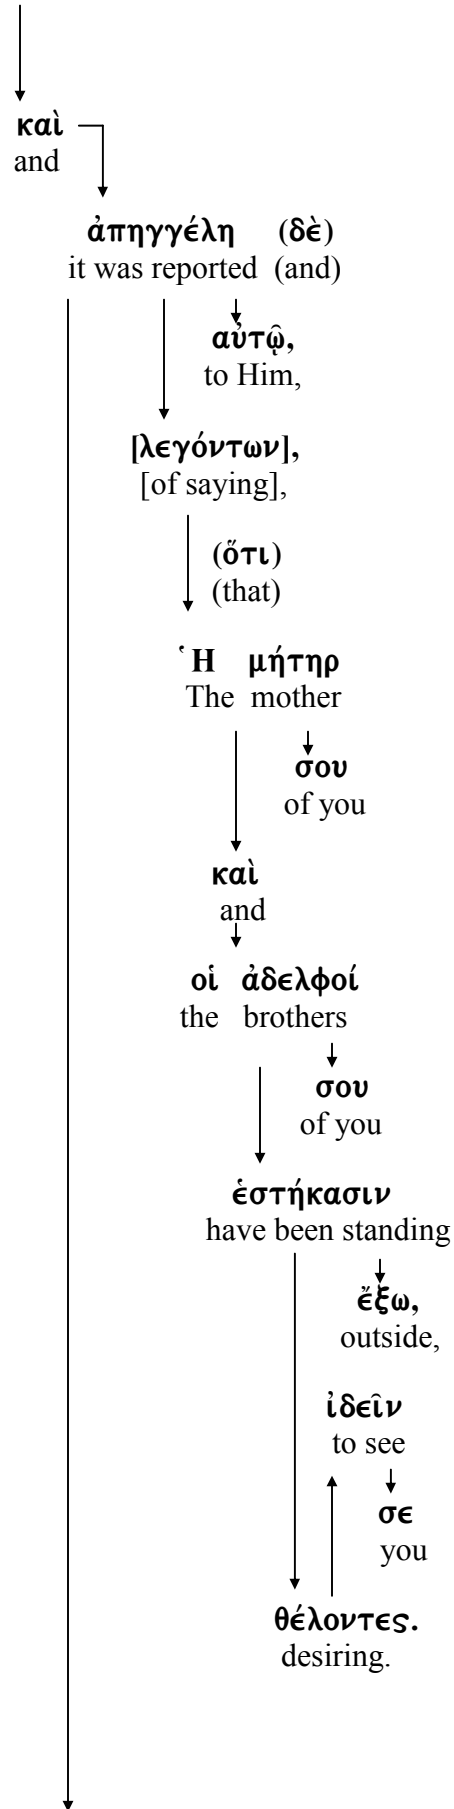 καὶ
and
ἀπηγγέλη (δὲ)
it was reported (and)
αὐτῷ,
to Him,
[λεγόντων],
[of saying],
(ὅτι)
(that)
Ἡ μήτηρ
The mother
σου
of you
καὶ
and
οἱ ἀδελφοί
the brothers
σου
of you
ἑστήκασιν
have been standing
ἔξω,
outside,
ἰδεῖν
to see
σε
you
θέλοντες.
desiring.